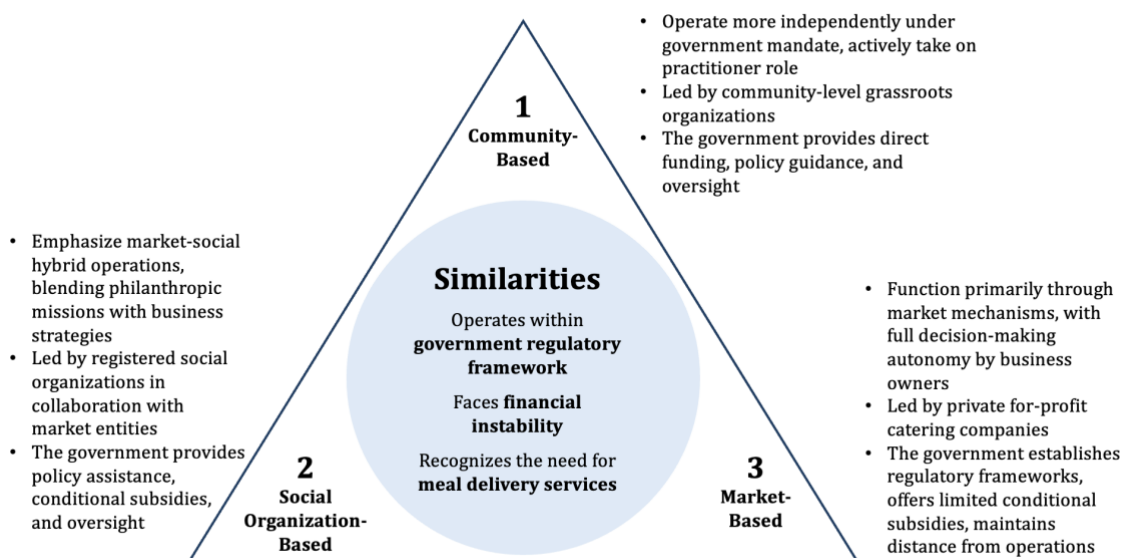 • Operate more independently under
government mandate, actively take on
practitioner role
• Led by community-level grassroots
organizations
• The government provides direct
funding, policy guidance, and
oversight
1
Community-
Based
• Emphasize market-social
hybrid operations,
blending philanthropic
missions with business
strategies
• Led by registered social
organizations in
collaboration with
market entities
• The government provides
policy assistance,
conditional subsidies,
and oversight
Similarities
Operates within
government regulatory
framework
Faces financial
instability
Recognizes the need for
meal delivery services
2
Social
Organization-
Based
3
Market-
Based
• Function primarily through
market mechanisms, with
full decision-making
autonomy by business
owners
• Led by private for-profit
catering companies
• The government establishes
regulatory frameworks,
offers limited conditional
subsidies, maintains
distance from operations